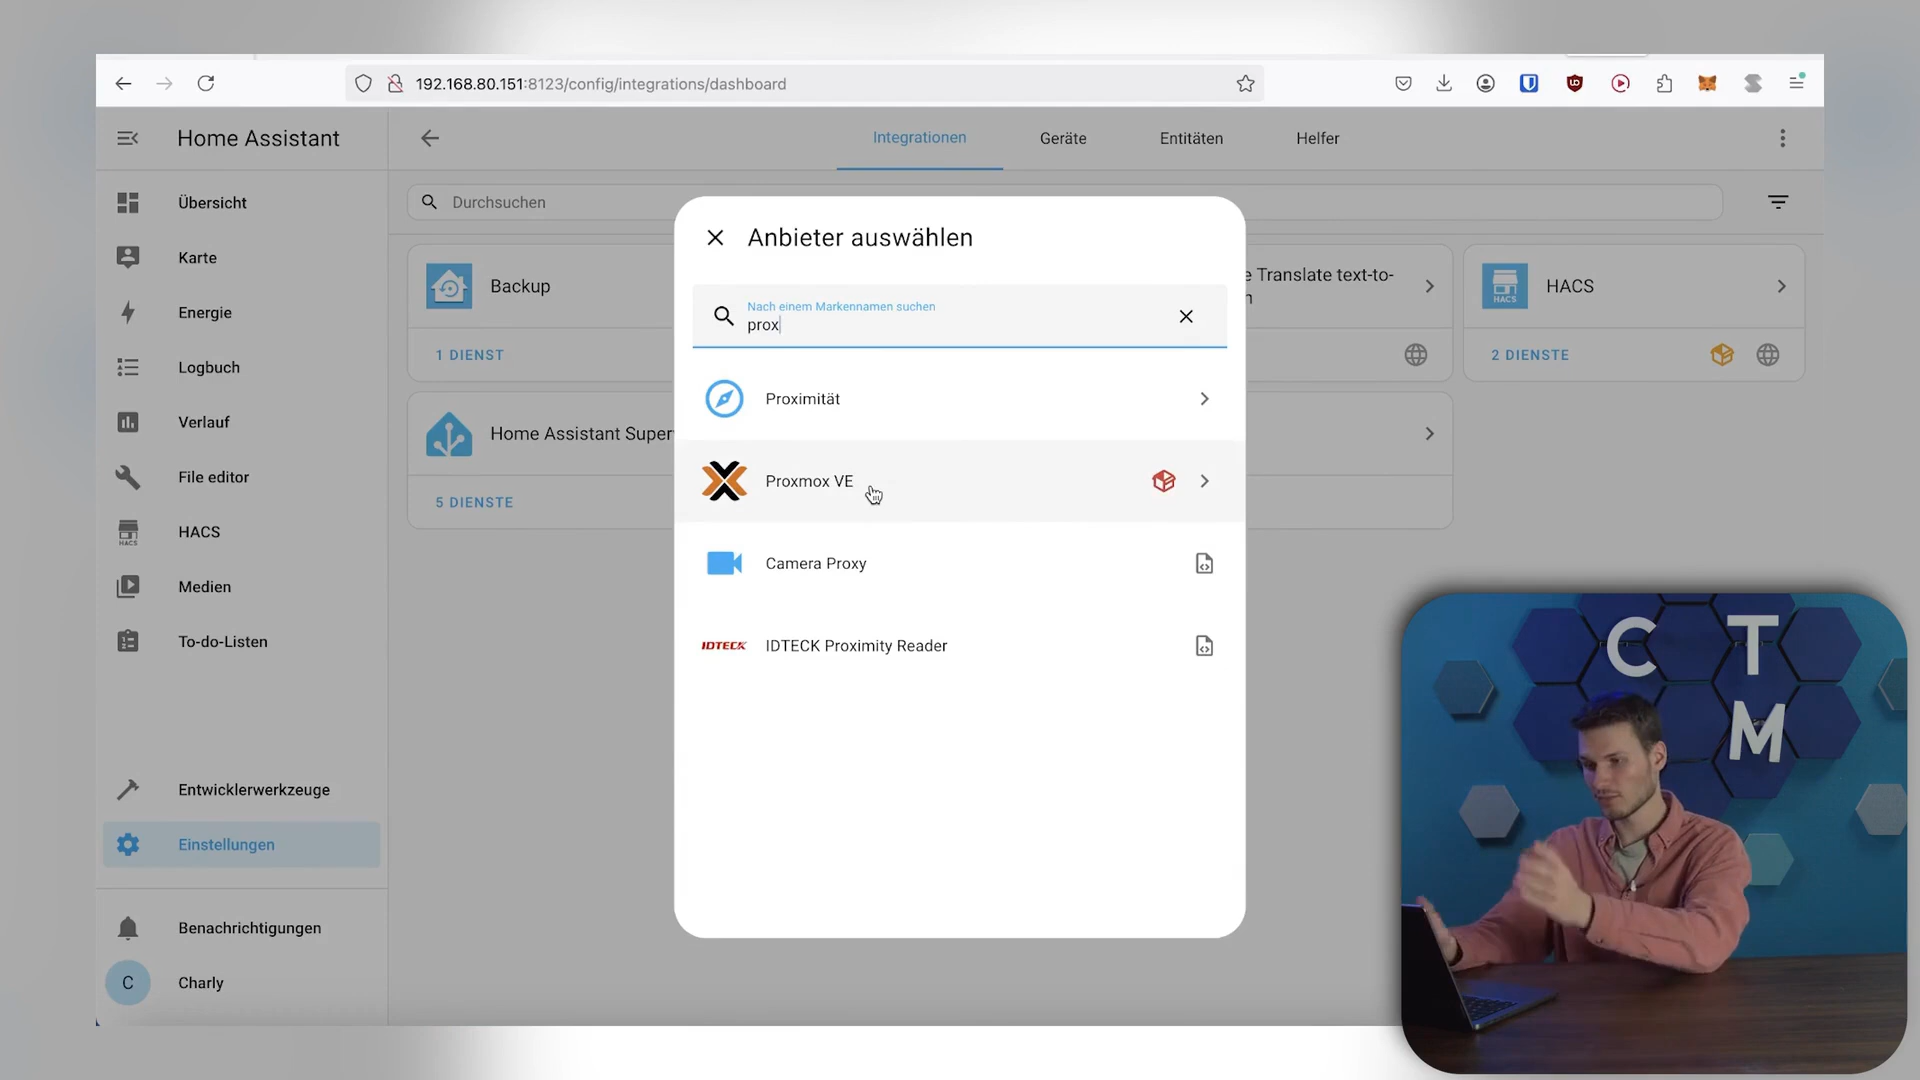 192.168.80.151:8123/config/integrations/dashboard
Home Assistant
Integrationen
Geräte
Entitäten
Helfer
Übersicht
Karte
Energie
Logbuch
Verlauf
File editor
HACS
HACS
Medien
To-do-Listen
Entwicklerwerkzeuge
Einstellungen
Benachrichtigungen
C
Charly
Durchsuchen
Backup
1 DIENST
e Translate text-to-
n
HACS
HACS
2 DIENSTE
Home Assistant Super
5 DIENSTE
Anbieter auswählen
Nach einem Markennamen suchen
prox
Proximität
Proxmox VE
Camera Proxy
IDTECK
IDTECK Proximity Reader
C T
M